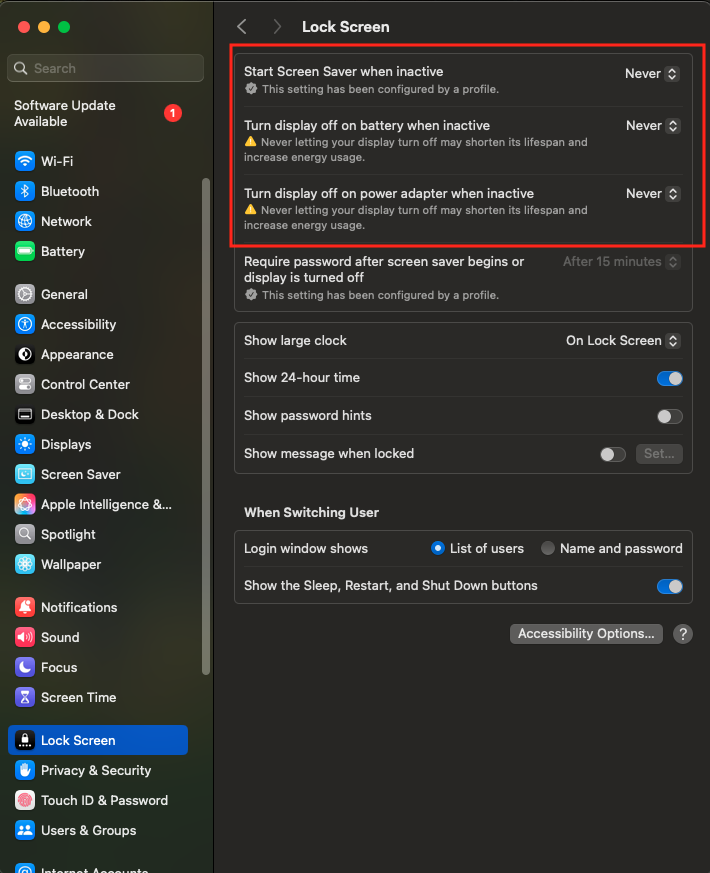 Lock Screen
Search
Software Update
Available
1
Wi-Fi
Bluetooth
Network
Battery
General
Accessibility
Appearance
Control Center
Desktop & Dock
Displays
Screen Saver
Apple Intelligence &...
Spotlight
Wallpaper
Notifications
Sound
Focus
Screen Time
Lock Screen
Privacy & Security
Touch ID & Password
Users & Groups
Internet Accounts
Start Screen Saver when inactive
Never
This setting has been configured by a profile.
Turn display off on battery when inactive
Never
Never letting your display turn off may shorten its lifespan and
increase energy usage.
Turn display off on power adapter when inactive
Never
Never letting your display turn off may shorten its lifespan and
increase energy usage.
Require password after screen saver begins or
display is turned off
After 15 minutes
This setting has been configured by a profile.
Show large clock
On Lock Screen
Show 24-hour time
Show password hints
Show message when locked
Set...
When Switching User
Login window shows
List of users
Name and password
Show the Sleep, Restart, and Shut Down buttons
Accessibility Options...
?